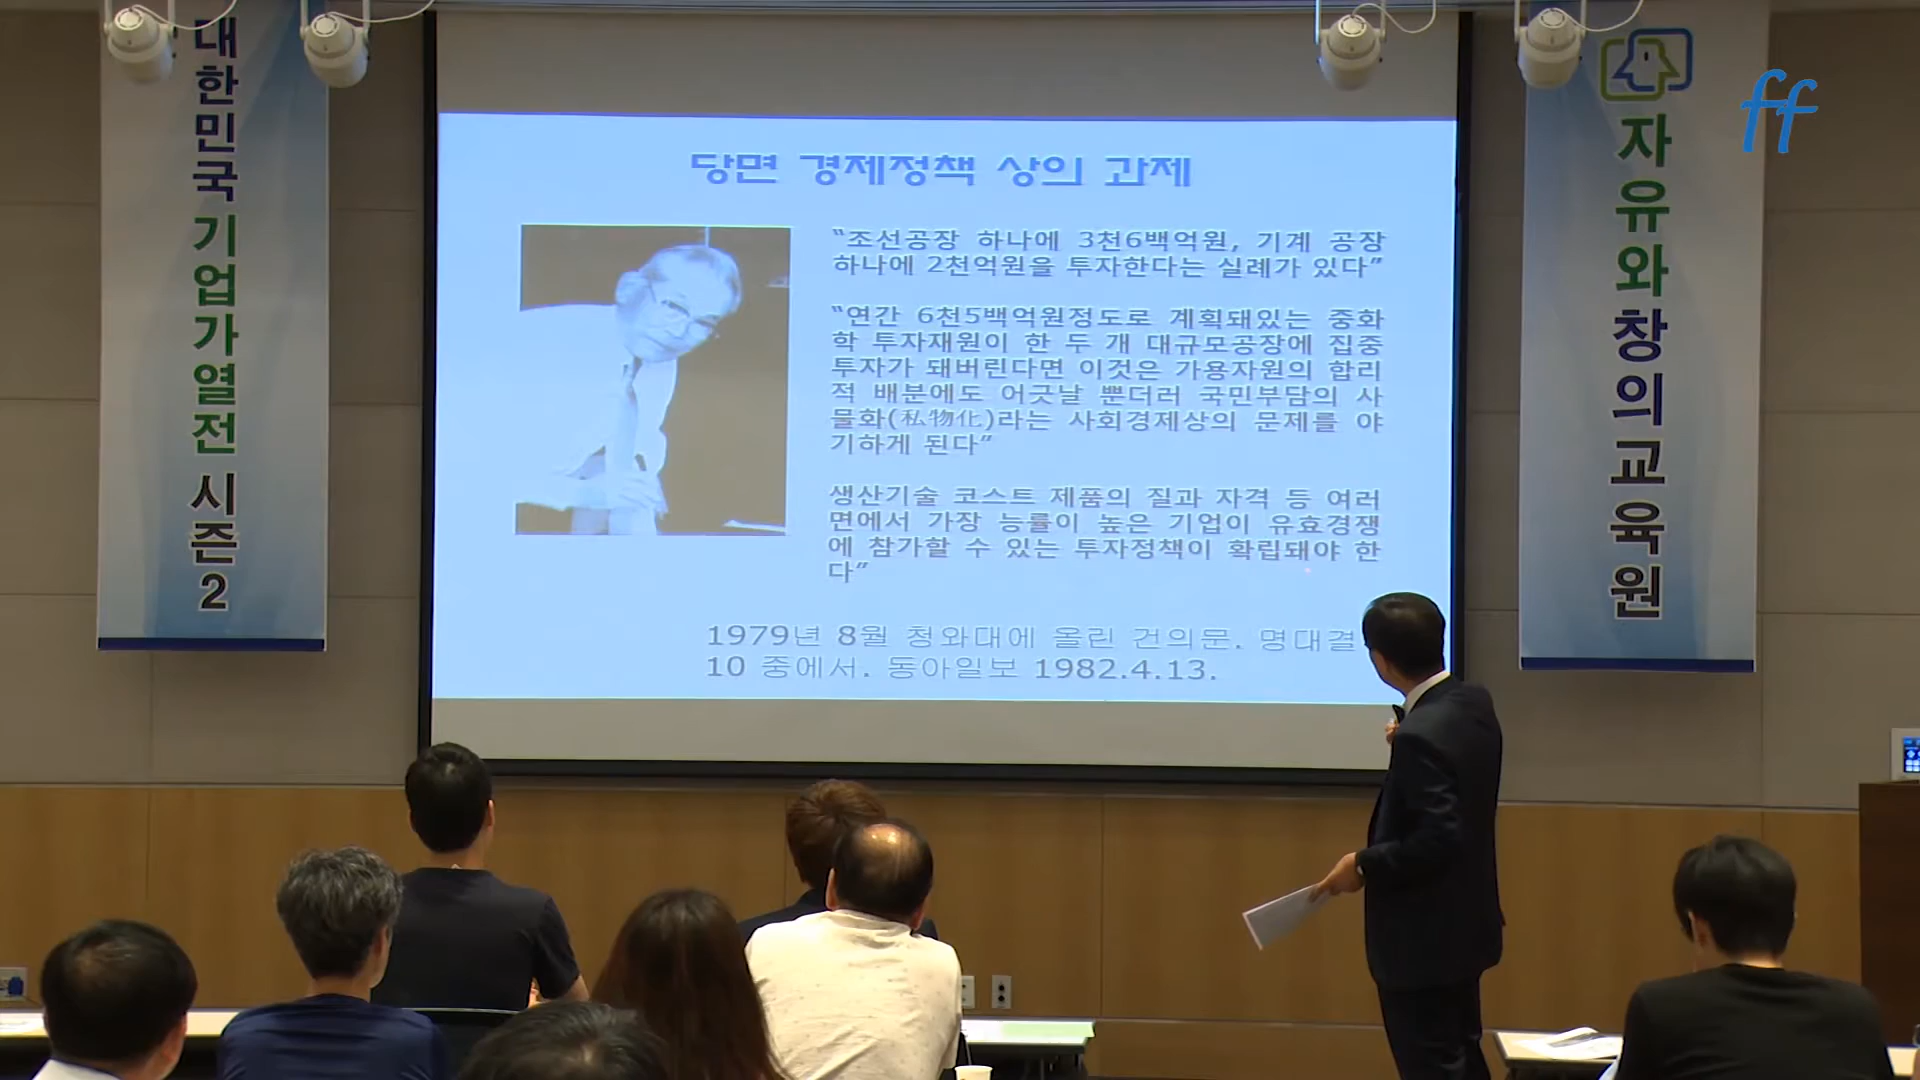 대한민국 기업가열전 시즌2
당면 경제정책 상의 과제
“조선공장 하나에 3천6백억원, 기계 공장
하나에 2천억원을 투자한다는 실례가 있다”
“연간 6천5백억원정도로 계획돼있는 중화
학 투자재원이 한 두 개 대규모공장에 집중
투자가 돼버린다면 이것은 가용자원의 합리
적 배분에도 어긋날 뿐더러 국민부담의 사
물화(私物化)라는 사회경제상의 문제를 야
기하게 된다”
생산기술 코스트 제품의 질과 자격 등 여러
면에서 가장 능률이 높은 기업이 유효경쟁
에 참가할 수 있는 투자정책이 확립돼야 한
다”
1979년 8월 청와대에 올린 건의문. 명대결
10 중에서. 동아일보 1982.4.13.
자유와창의교육원
ff